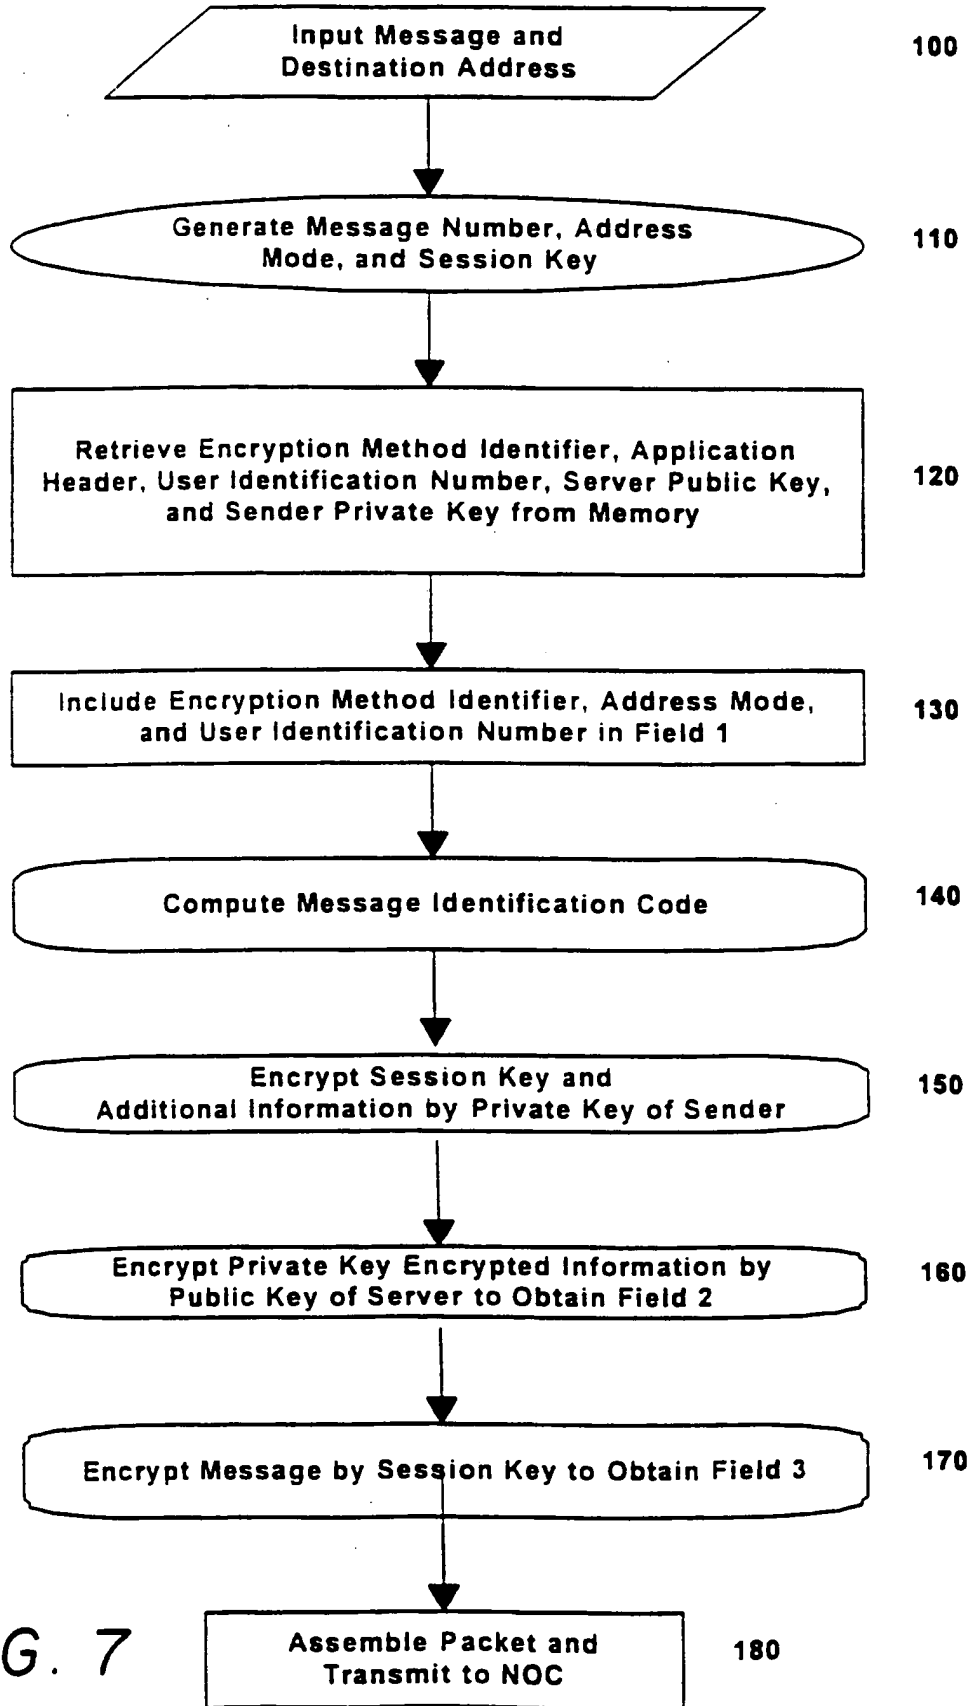 Input Message and
Destination Address
100
Generate Message Number, Address
Mode, and Session Key
110
Retrieve Encryption Method Identifier, Application
Header, User Identification Number, Server Public Key,
and Sender Private Key from Memory
120
Include Encryption Method Identifier, Address Mode,
and User Identification Number in Field 1
130
Compute Message Identification Code
140
Encrypt Session Key and
Additional Information by Private Key of Sender
150
Encrypt Private Key Encrypted Information by
Public Key of Server to Obtain Field 2
160
Encrypt Message by Session Key to Obtain Field 3
170
Assemble Packet and
Transmit to NOC
180
G. 7